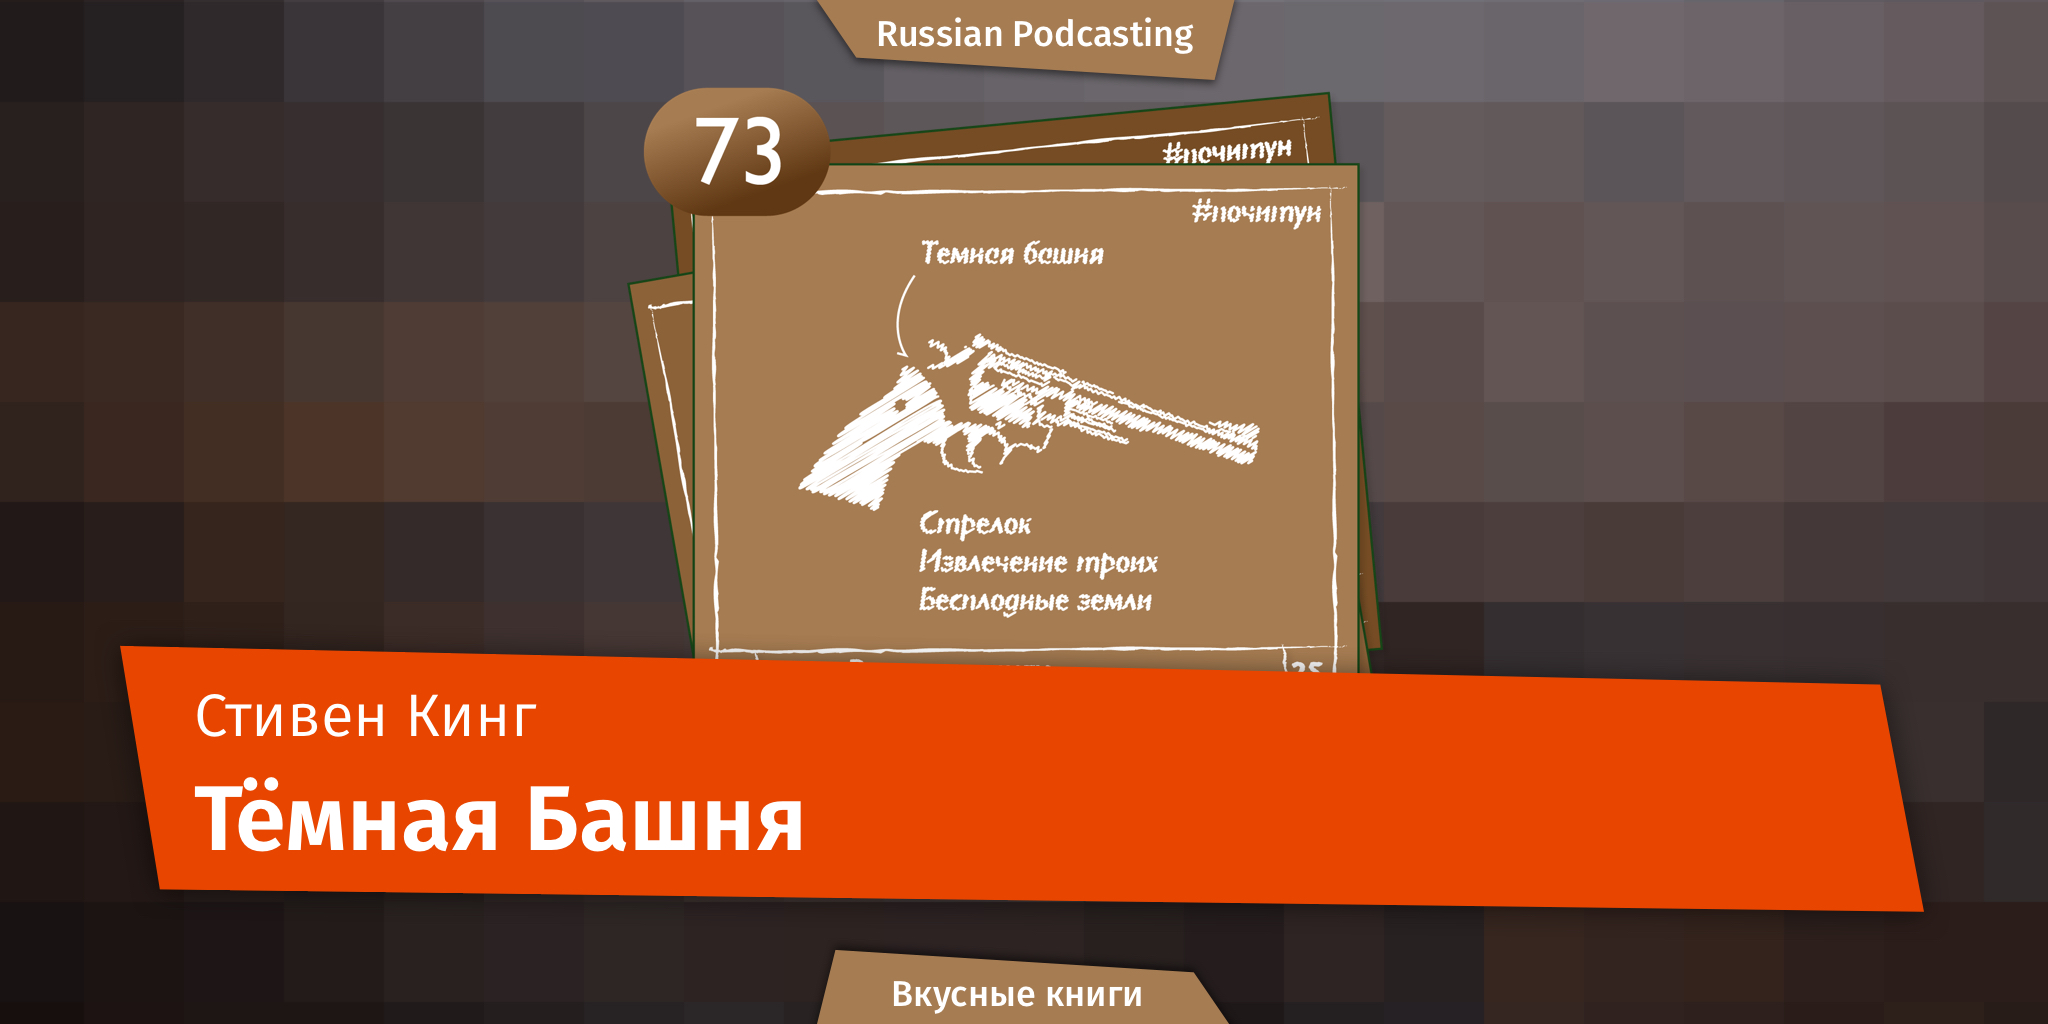 Russian Podcasting
73
#почитун
#почитун
Темная башня
Стрелок
Извлечение троих
Бесплодные земли
Стивен Кинг
Тёмная Башня
Вкусные книги